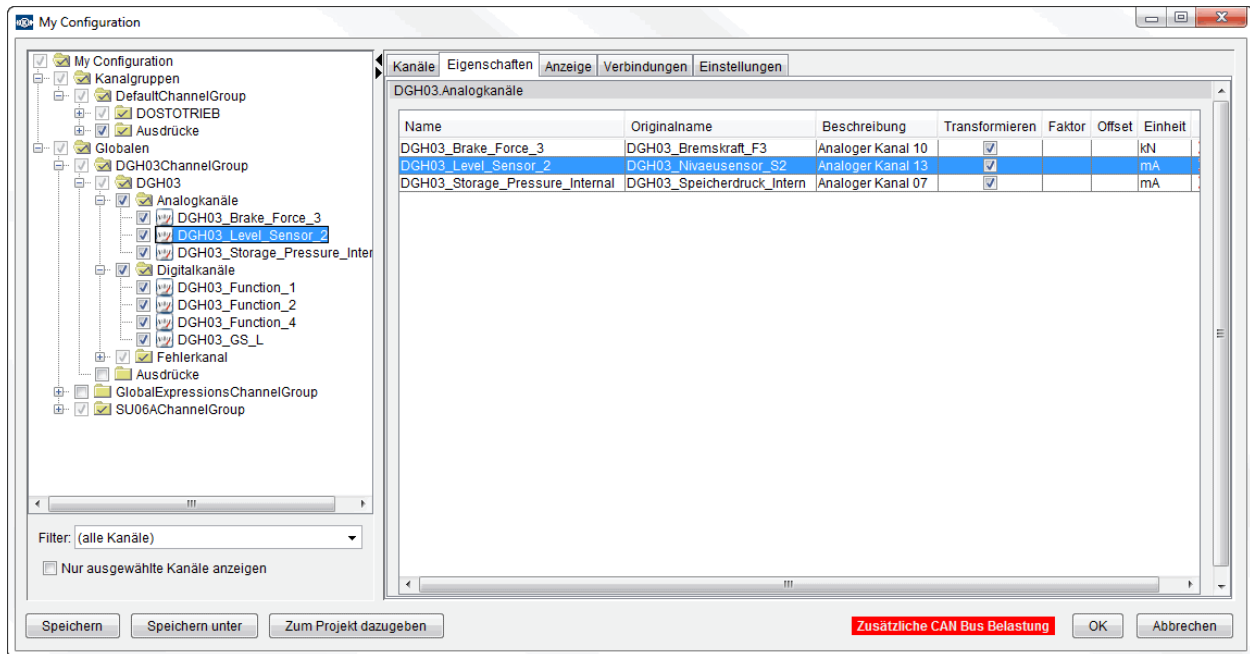 My Configuration
My Configuration
Kanalgruppen
DefaultChannelGroup
DOSTOTRIEB
Ausdrücke
Globalen
DGH03ChannelGroup
DGH03
Analogkanäle
DGH03_Brake_Force_3
DGH03_Level_Sensor_2
DGH03_Storage_Pressure_Inter
Digitalkanäle
DGH03_Function_1
DGH03_Function_2
DGH03_Function_4
DGH03_GS_L
Fehlerkanal
Ausdrücke
GlobalExpressionsChannelGroup
SU06AChannelGroup
Filter: (alle Kanäle)
Nur ausgewählte Kanäle anzeigen
Kanäle Eigenschaften Anzeige Verbindungen Einstellungen
DGH03.Analogkanäle
Name Originalname Beschreibung Transformieren Faktor Offset Einheit
DGH03_Brake_Force_3 DGH03_Bremskraft_F3 Analoger Kanal 10 kN
DGH03_Level_Sensor_2 DGH03_Nivaeusensor_S2 Analoger Kanal 13 mA
DGH03_Storage_Pressure_Internal DGH03_Speicherdruck_Intern Analoger Kanal 07 mA
Speichern Speichern unter Zum Projekt dazugeben Zusätzliche CAN Bus Belastung OK Abbrechen